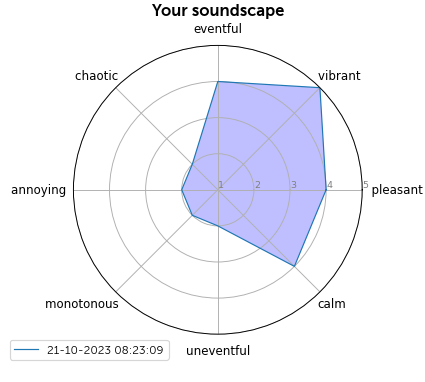 Your soundscape
eventful
chaotic
vibrant
annoying
1 2 3 4 5
pleasant
monotonous
calm
21-10-2023 08:23:09
uneventful